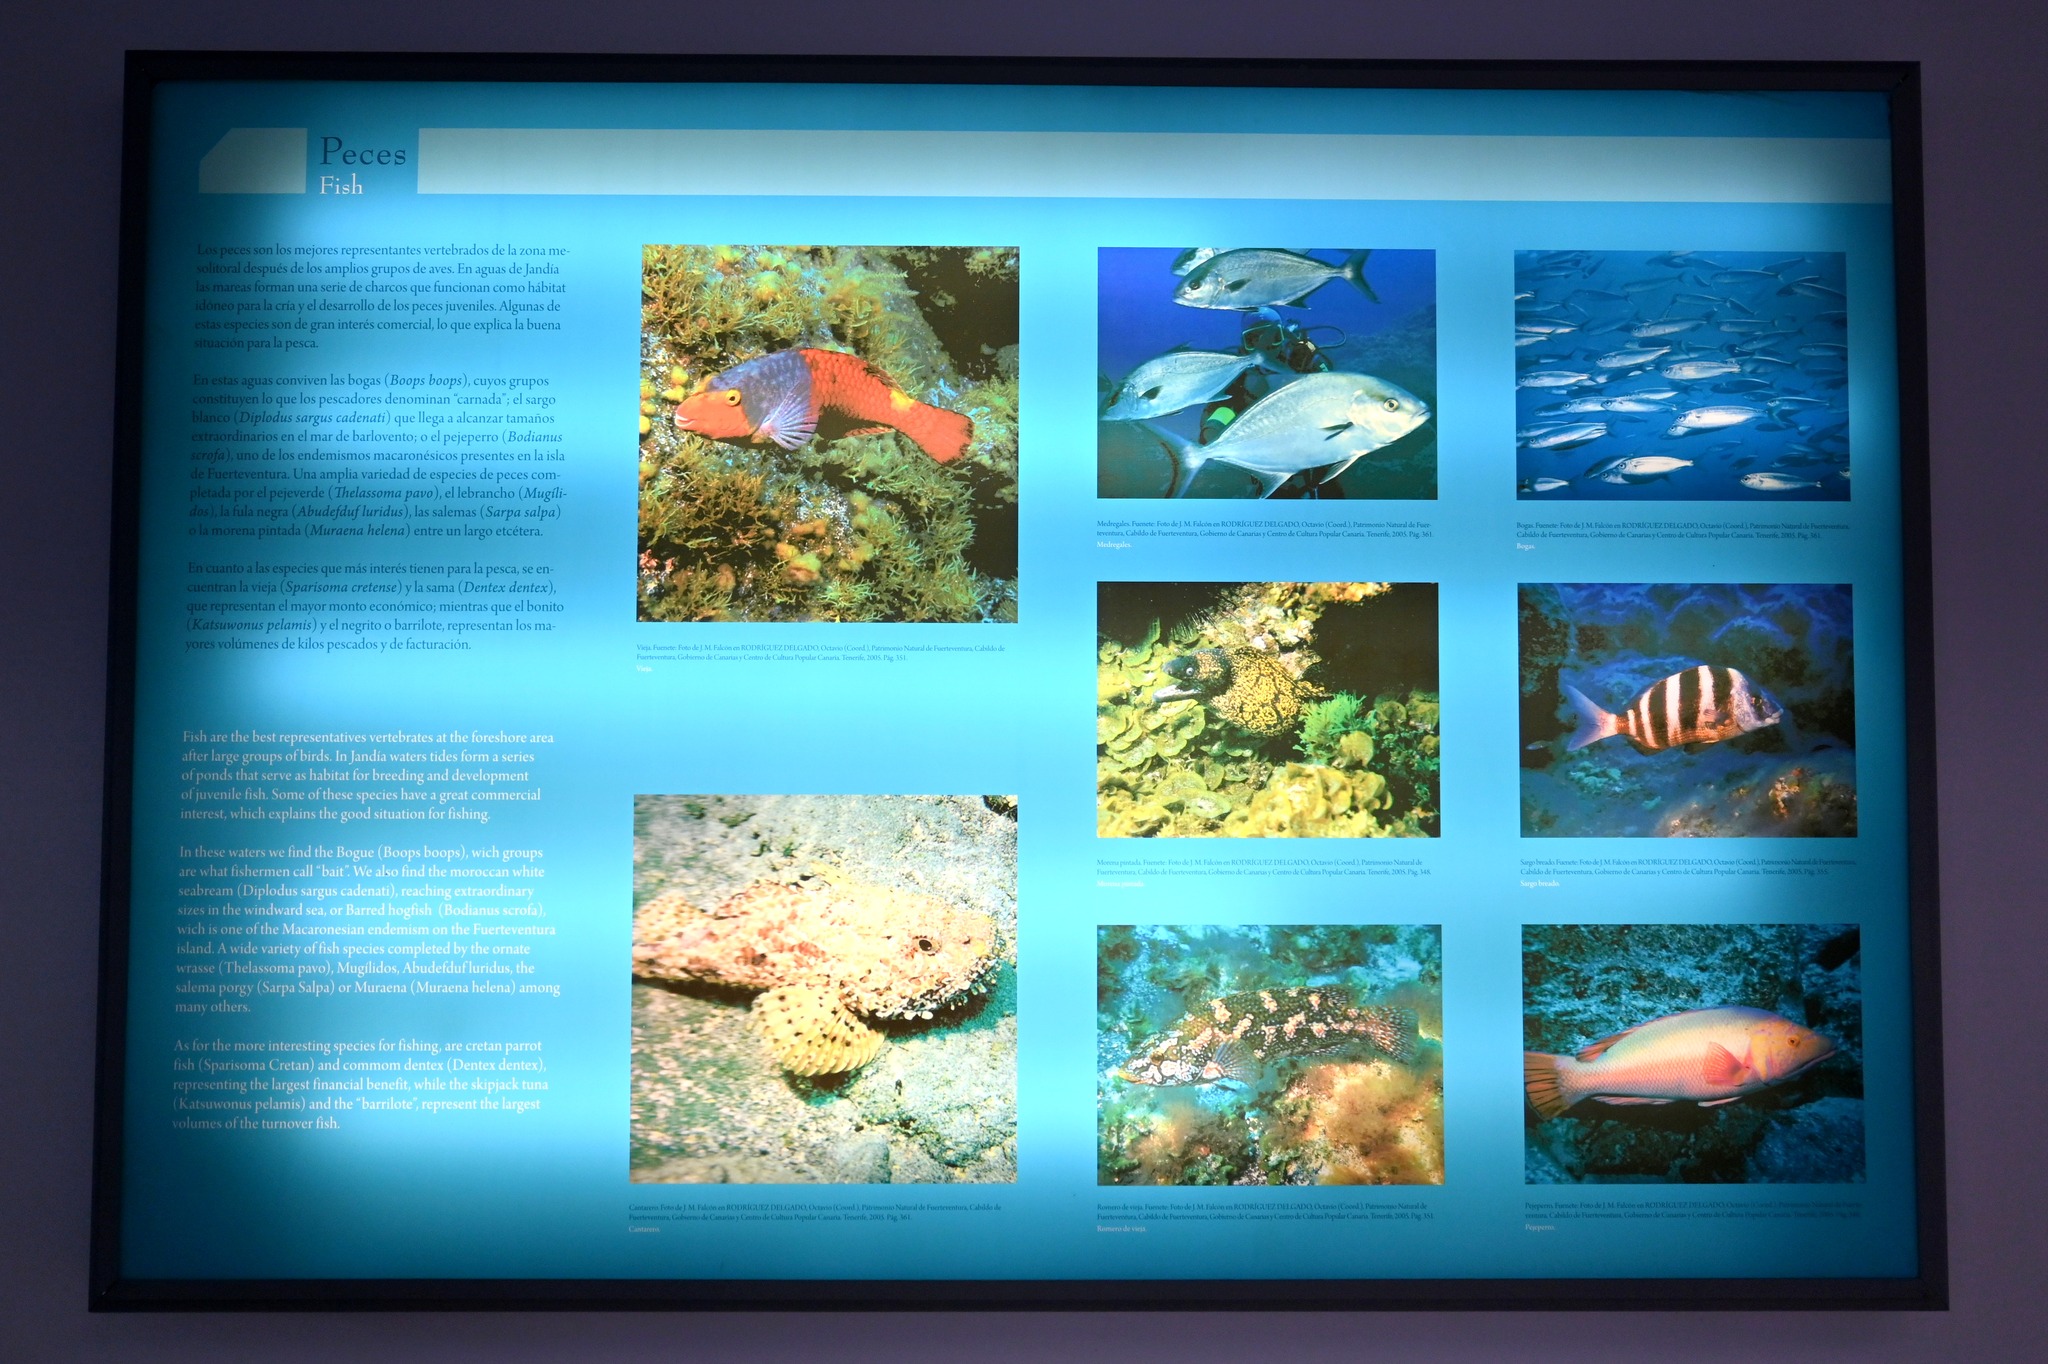 Peces
Fish
Los peces son los mejores representantes vertebrados de la zona me-
solitoral después de los amplios grupos de aves. En aguas de Jandía
las mareas forman una serie de charcos que funcionan como hábitat
idóneo para la cría y el desarrollo de los peces juveniles. Algunas de
estas especies son de gran interés comercial, lo que explica la buena
situación para la pesca.
En estas aguas conviven las bogas (Boops boops), cuyos grupos
constituyen lo que los pescadores denominan “carnada”; el sargo
blanco (Diplodus sargus cadenati) que llega a alcanzar tamaños
extraordinarios en el mar de barlovento; o el pejeperro (Bodianus
scrofa), uno de los endemismos macaronésicos presentes en la isla
de Fuerteventura. Una amplia variedad de especies de peces com-
pletada por el pejeverde (Thelassoma pavo), el lebrancho (Mugíli-
dos), la fula negra (Abudefduf luridus), las salemas (Sarpa salpa)
o la morena pintada (Muraena helena) entre un largo etcétera.
En cuanto a las especies que más interés tienen para la pesca, se en-
cuentran la vieja (Sparisoma cretense) y la sama (Dentex dentex),
que representan el mayor monto económico; mientras que el bonito
(Katsuwonus pelamis) y el negrito o barrilote, representan los ma-
yores volúmenes de kilos pescados y de facturación.
Fish are the best representatives vertebrates at the foreshore area
after large groups of birds. In Jandía waters tides form a series
of ponds that serve as habitat for breeding and development
of juvenile fish. Some of these species have a great commercial
interest, which explains the good situation for fishing.
In these waters we find the Bogue (Boops boops), wich groups
are what fishermen call “bait”. We also find the moroccan white
seabream (Diplodus sargus cadenati), reaching extraordinary
sizes in the windward sea, or Barred hogfish (Bodianus scrofa),
wich is one of the Macaronesian endemism on the Fuerteventura
island. A wide variety of fish species completed by the ornate
wrasse (Thelassoma pavo), Mugílidos, Abudefduf luridus, the
salema porgy (Sarpa Salpa) or Muraena (Muraena helena) among
many others.
As for the more interesting species for fishing, are cretan parrot
fish (Sparisoma Cretan) and commom dentex (Dentex dentex),
representing the largest financial benefit, while the skipjack tuna
(Katsuwonus pelamis) and the “barrilote”, represent the largest
volumes of the turnover fish.
Vieja. Fuenete: Foto de J.M. Falcón en RODRÍGUEZ DELGADO, Octavio (Coord.), Patrimonio Natural de Fuerteventura, Cabildo de
Fuerteventura, Gobierno de Canarias y Centro de Cultura Popular Canaria. Tenerife, 2005. Pág. 351.
Vieja.
Cantarero. Foto de J. M. Falcón en RODRÍGUEZ DELGADO, Octavio (Coord.), Patrimonio Natural de Fuerteventura, Cabildo de
Fuerteventura, Gobierno de Canarias y Centro de Cultura Popular Canaria. Tenerife, 2005. Pág. 361.
Cantarero.
Medregales. Fuenete: Foto de J. M. Falcón en RODRÍGUEZ DELGADO, Octavio (Coord.), Patrimonio Natural de Fuer-
teventura, Cabildo de Fuerteventura, Gobierno de Canarias y Centro de Cultura Popular Canaria. Tenerife, 2005. Pág. 361.
Medregales.
Bogas. Fuenete: Foto de J. M. Falcón en RODRÍGUEZ DELGADO, Octavio (Coord.), Patrimonio Natural de Fuerteventura,
Cabildo de Fuerteventura, Gobierno de Canarias y Centro de Cultura Popular Canaria. Tenerife, 2005. Pág. 361.
Bogas.
Morena pintada. Fuenete: Foto de J. M. Falcón en RODRÍGUEZ DELGADO, Octavio (Coord.), Patrimonio Natural de
Fuerteventura, Cabildo de Fuerteventura, Gobierno de Canarias y Centro de Cultura Popular Canaria. Tenerife, 2005. Pág. 348.
Morena pintada.
Sargo breado. Fuenete: Foto de J. M. Falcón en RODRÍGUEZ DELGADO, Octavio (Coord.), Patrimonio Natural de Fuerteventura,
Cabildo de Fuerteventura, Gobierno de Canarias y Centro de Cultura Popular Canaria. Tenerife, 2005. Pág. 355.
Sargo breado.
Romero de vieja. Fuenete: Foto de J. M. Falcón en RODRÍGUEZ DELGADO, Octavio (Coord.), Patrimonio Natural de
Fuerteventura, Cabildo de Fuerteventura, Gobierno de Canarias y Centro de Cultura Popular Canaria. Tenerife, 2005. Pág. 351.
Romero de vieja.
Pejeperro. Fuenete: Foto de J. M. Falcón en RODRÍGUEZ DELGADO, Octavio (Coord.), Patrimonio Natural de Fuerte-
ventura, Cabildo de Fuerteventura, Gobierno de Canarias y Centro de Cultura Popular Canaria. Tenerife, 2005. Pág.
Pejeperro.